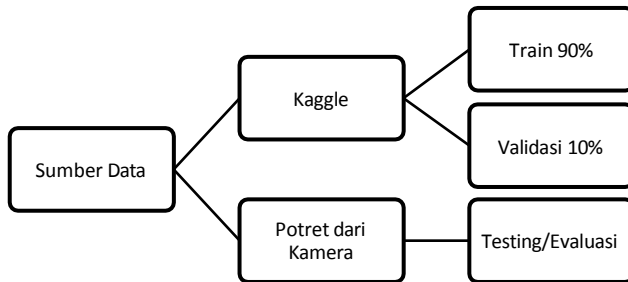 Sumber Data
Kaggle
Train 90%
Validasi 10%
Potret dari
Kamera
Testing/Evaluasi